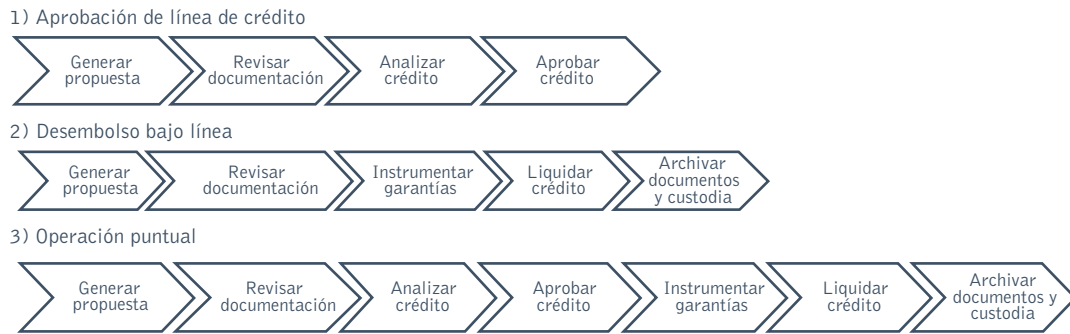 1) Aprobación de línea de crédito
Generar
propuesta
Revisar
documentación
Analizar
crédito
Aprobar
crédito
2) Desembolso bajo línea
Generar
propuesta
Revisar
documentación
Instrumentar
garantías
Liquidar
crédito
Archivar
documentos
y custodia
3) Operación puntual
Generar
propuesta
Revisar
documentación
Analizar
crédito
Aprobar
crédito
Instrumentar
garantías
Liquidar
crédito
Archivar
documentos y
custodia